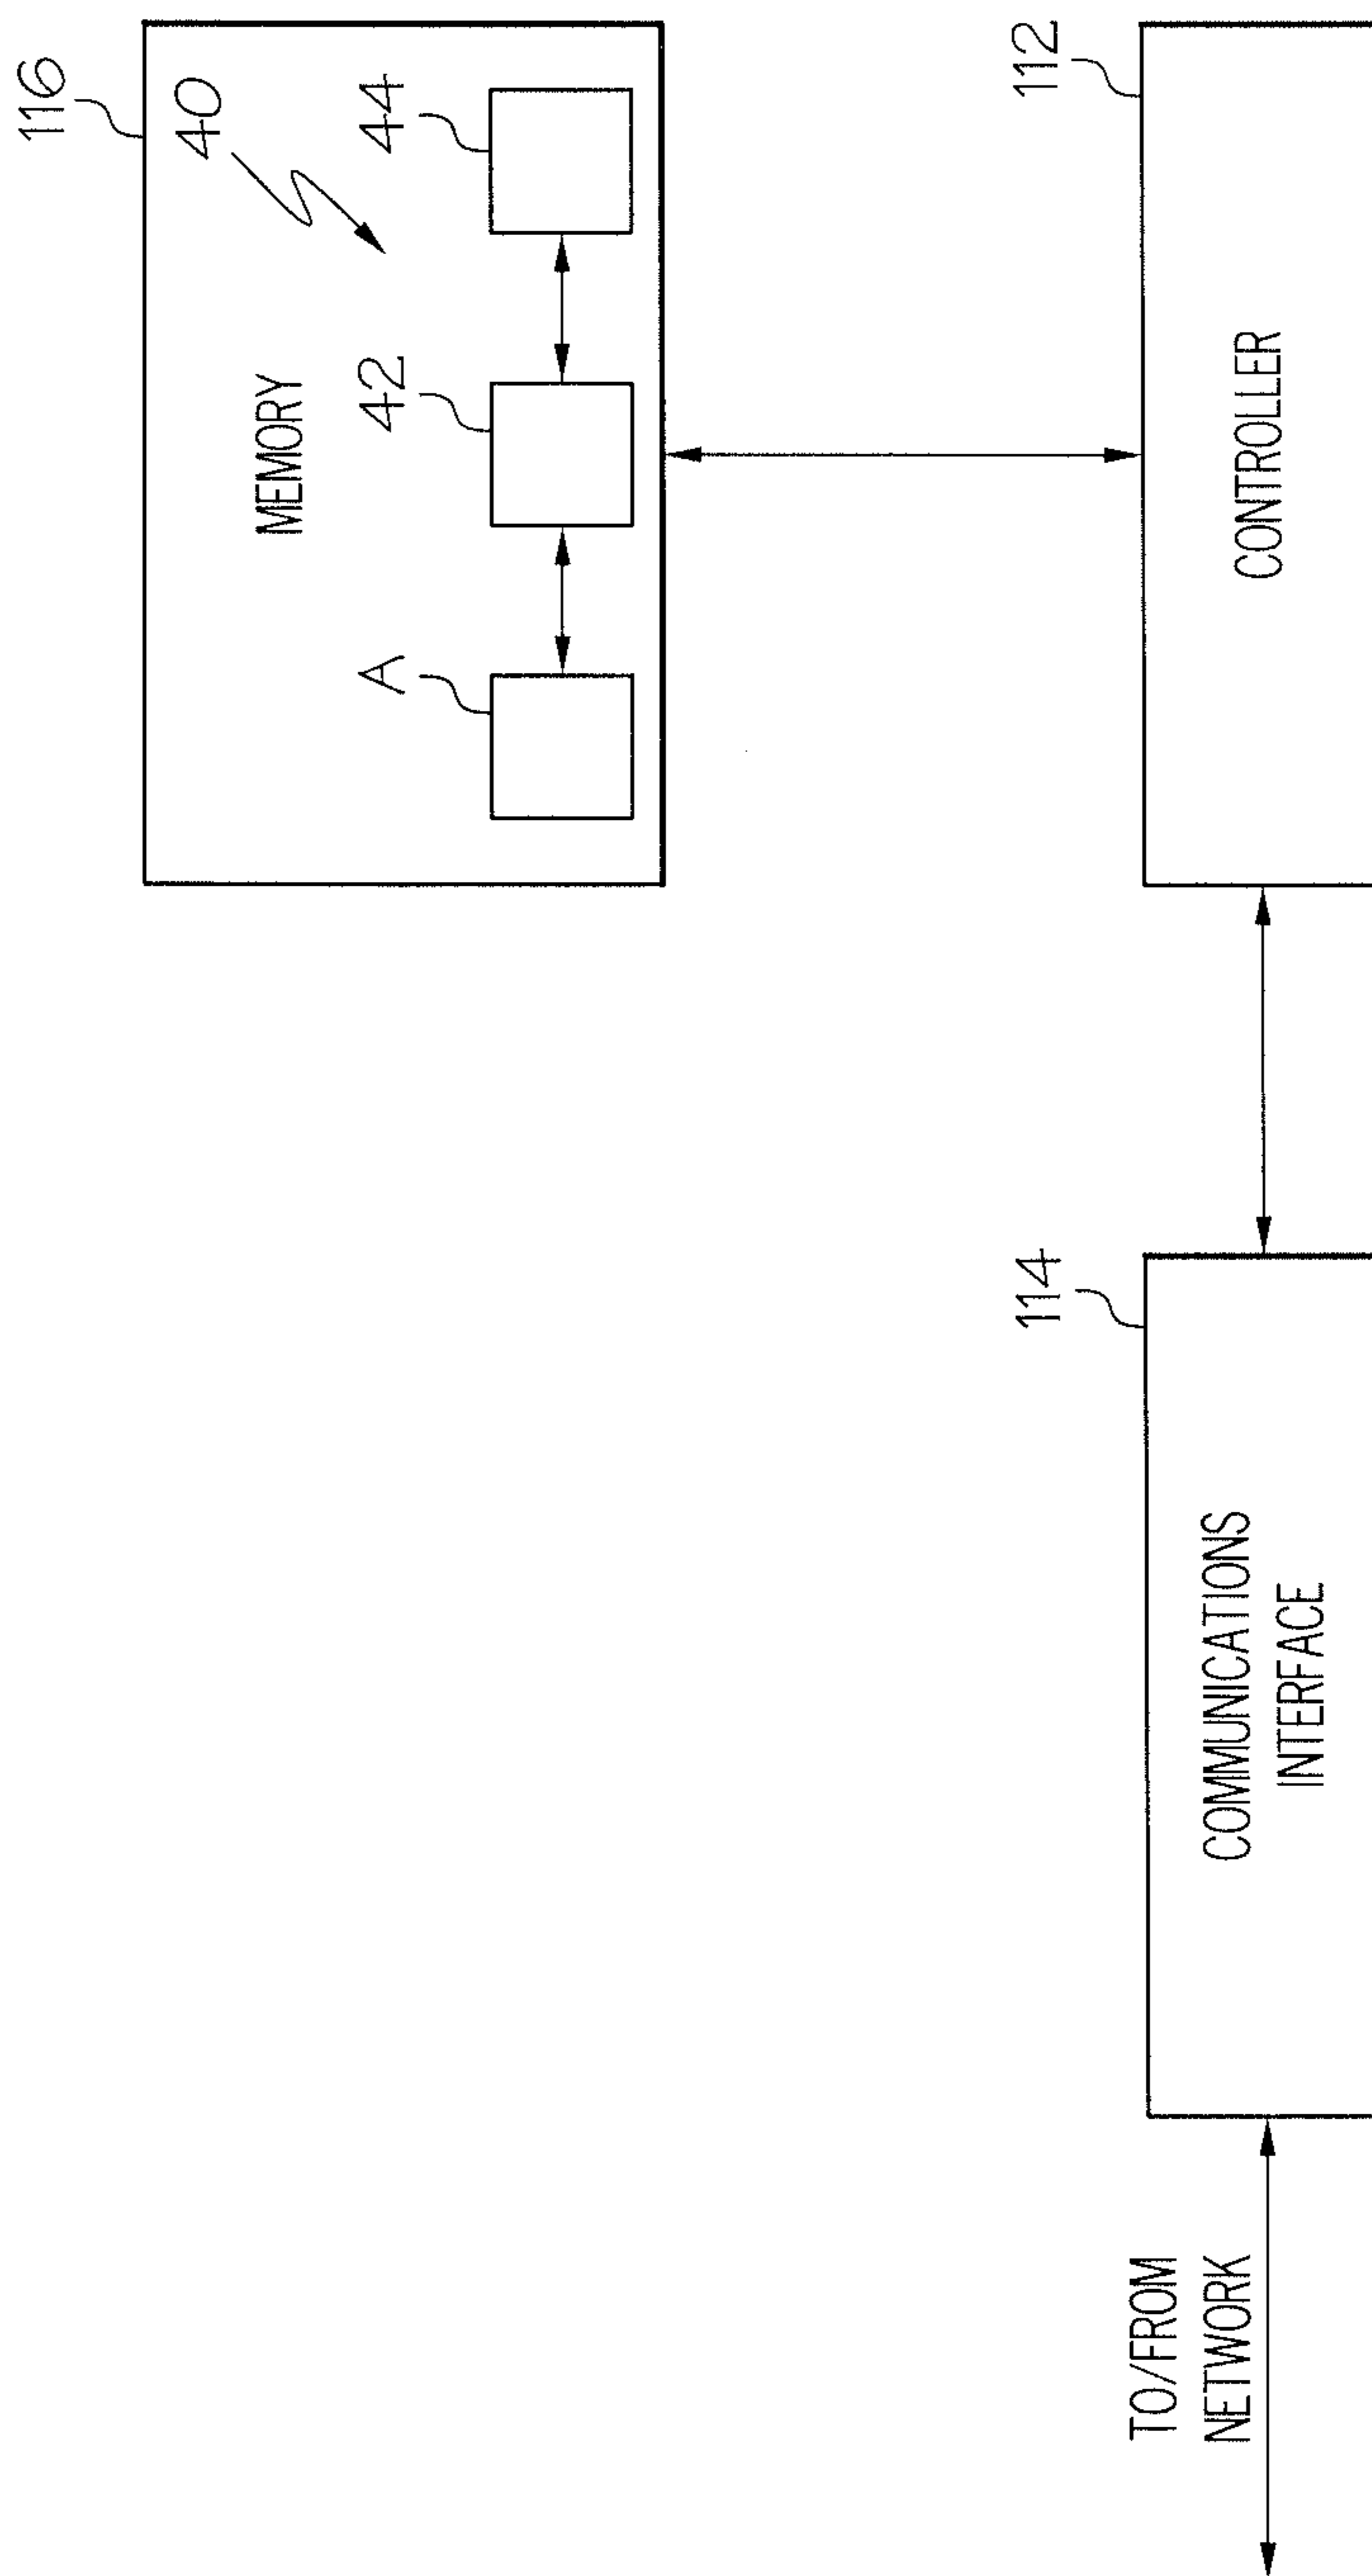 116
40
MEMORY
A
42
44
112
CONTROLLER
114
COMMUNICATIONS
INTERFACE
TO/FROM
NETWORK